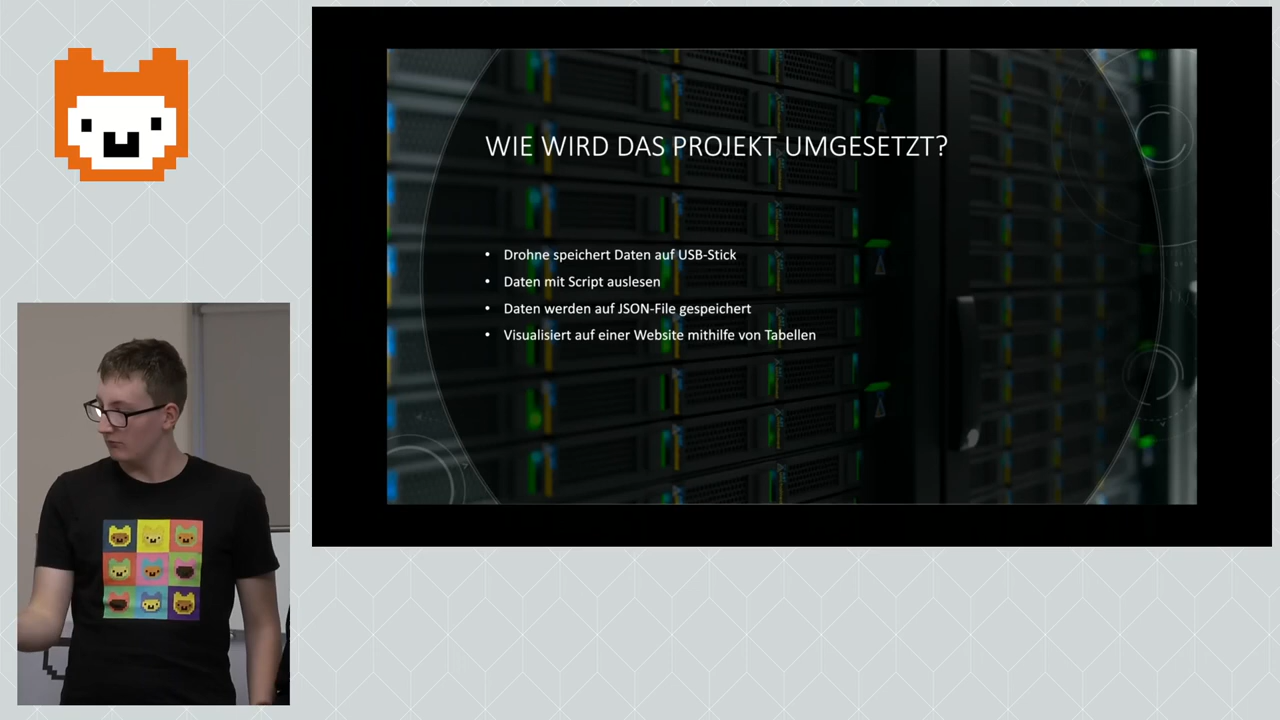 WIE WIRD DAS PROJEKT UMGESETZT?
• Drohne speichert Daten auf USB-Stick
• Daten mit Script auslesen
• Daten werden auf JSON-File gespeichert
• Visualisiert auf einer Website mithilfe von Tabellen